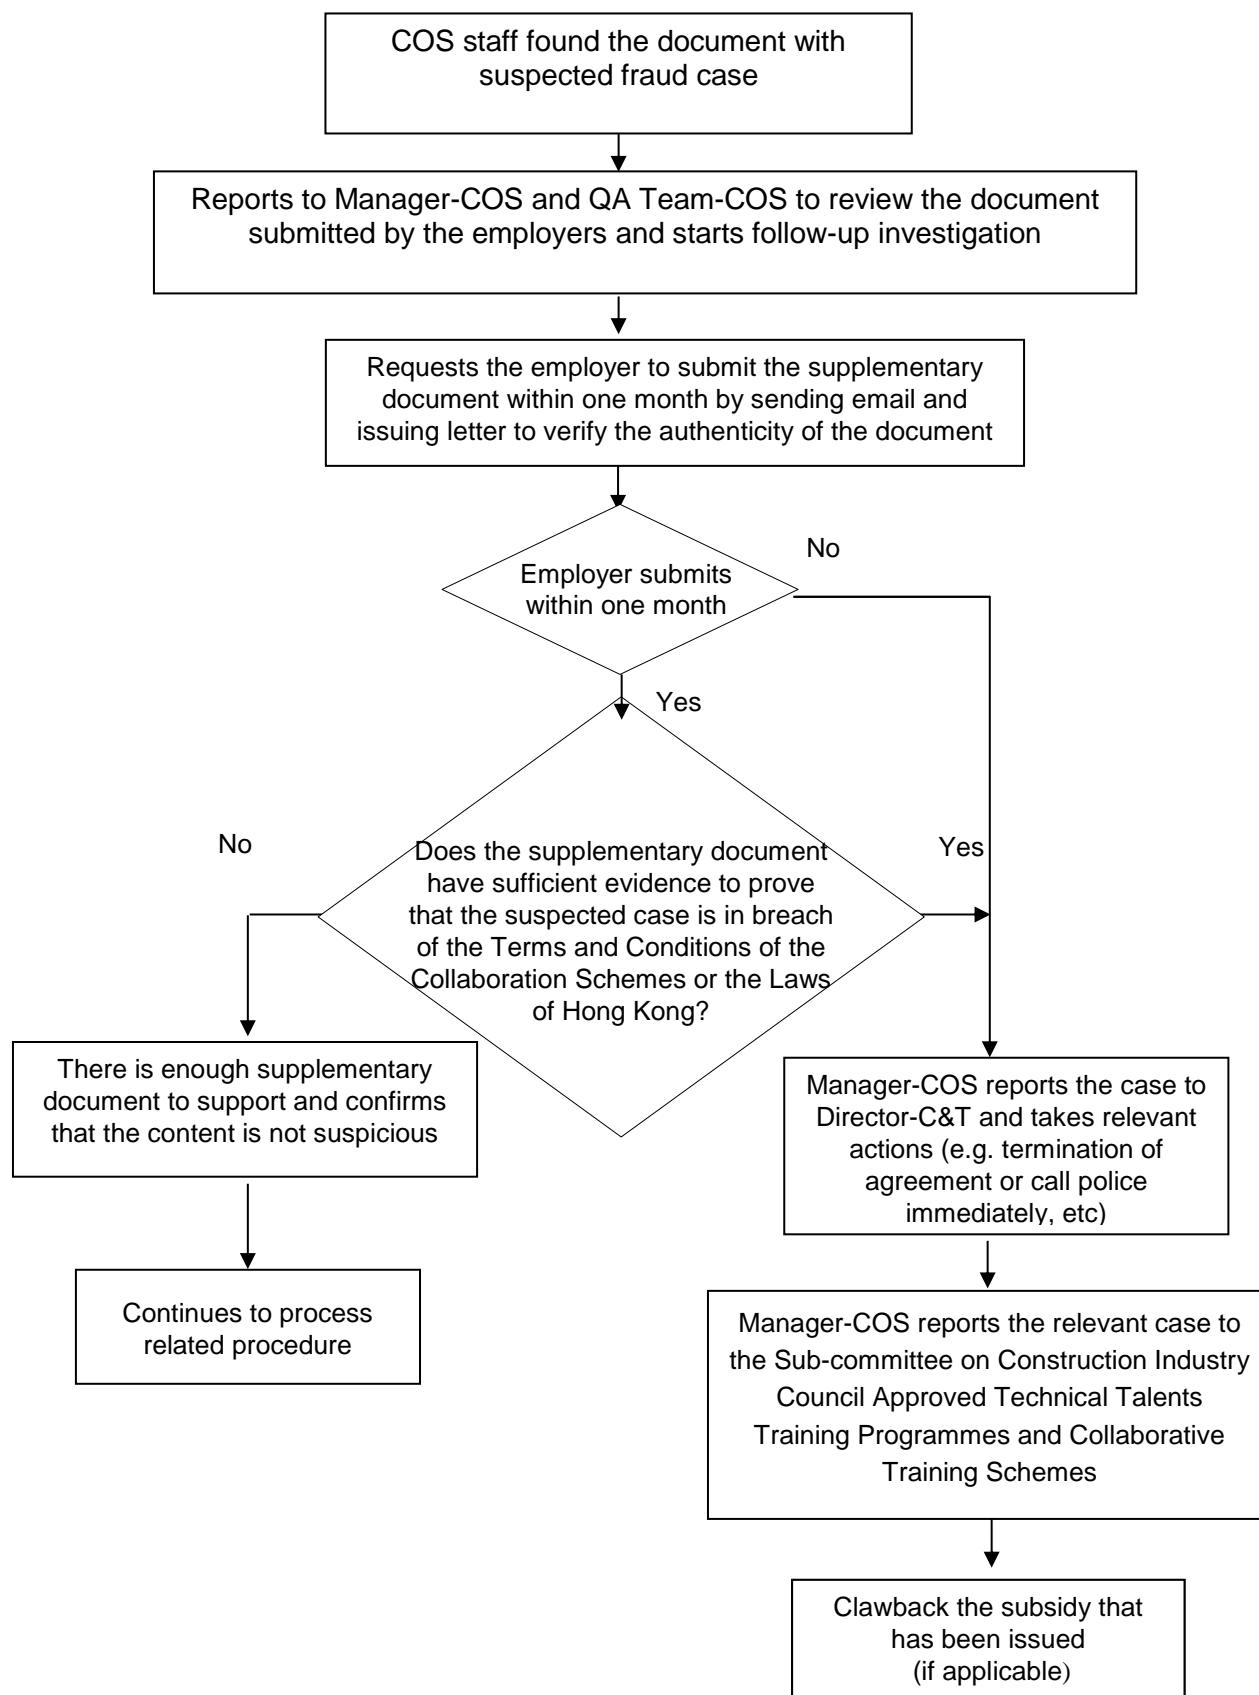 COS staff found the document with
suspected fraud case
Reports to Manager-COS and QA Team-COS to review the document
submitted by the employers and starts follow-up investigation
Requests the employer to submit the supplementary
document within one month by sending email and
issuing letter to verify the authenticity of the document
No
Employer submits
within one month
Yes
No
Yes
Does the supplementary document
have sufficient evidence to prove
that the suspected case is in breach
of the Terms and Conditions of the
Collaboration Schemes or the Laws
of Hong Kong?
There is enough supplementary
document to support and confirms
that the content is not suspicious
Continues to process
related procedure
Manager-COS reports the case to
Director-C&T and takes relevant
actions (e.g. termination of
agreement or call police
immediately, etc)
Manager-COS reports the relevant case to
the Sub-committee on Construction Industry
Council Approved Technical Talents
Training Programmes and Collaborative
Training Schemes
Clawback the subsidy that
has been issued
(if applicable)